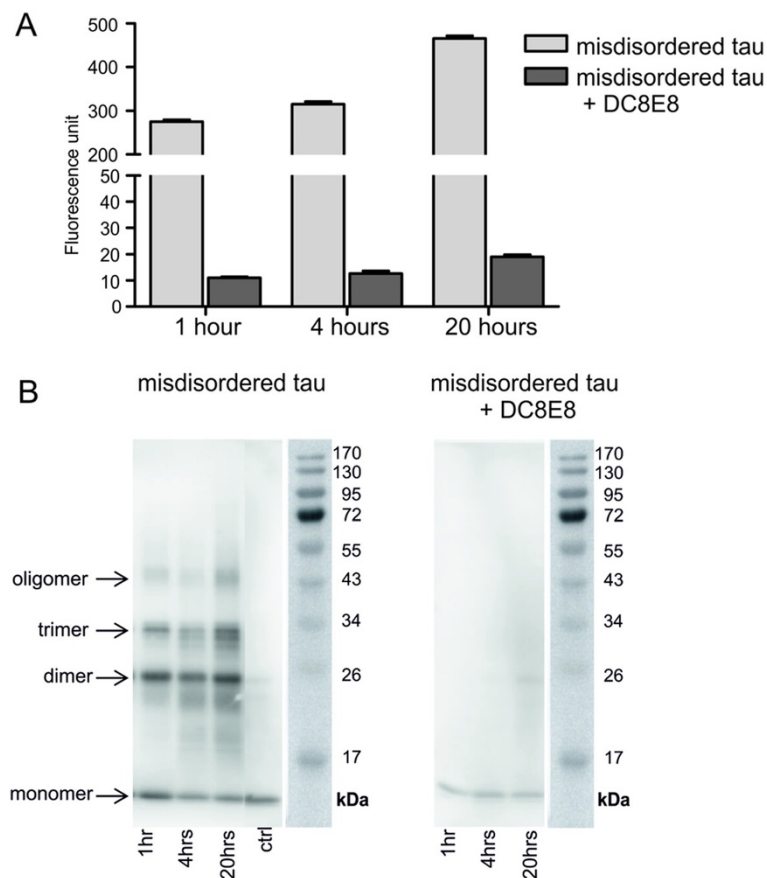 A
500
400
300
200
50
40
30
20
10
0
Fluorescence unit
1 hour 4 hours 20 hours
misdisordered tau
misdisordered tau
+ DC8E8
B
misdisordered tau
misdisordered tau
+ DC8E8
oligomer
trimer
dimer
monomer
170
130
95
72
55
43
34
26
17
kDa
1hr 4hrs 20hrs ctrl
170
130
95
72
55
43
34
26
17
kDa
1hr 4hrs 20hrs